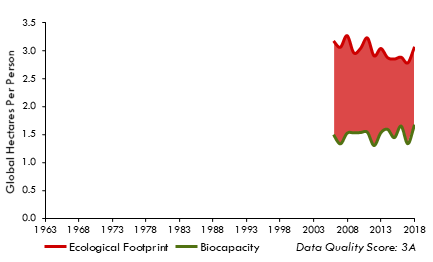 3.5
3.0
2.5
2.0
1.5
1.0
0.5
0.0
Global Hectares Per Person
1963 1968 1973 1978 1983 1988 1993 1998 2003 2008 2013 2018
Ecological Footprint Biocapacity Data Quality Score: 3A